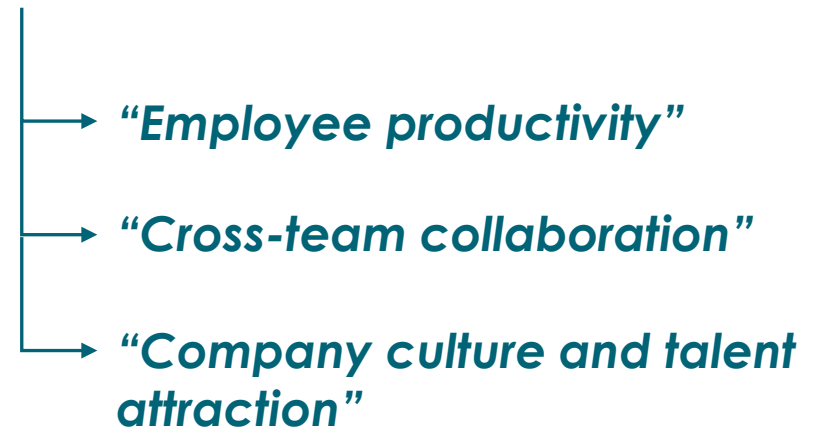 “Employee productivity”
“Cross-team collaboration”
“Company culture and talent
attraction”